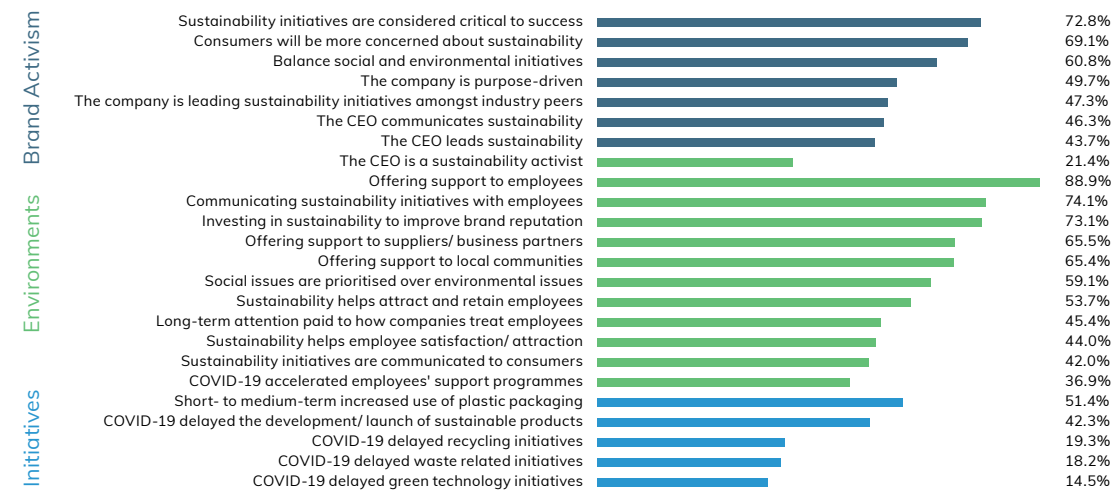 Brand Activism
Sustainability initiatives are considered critical to success 72.8%
Consumers will be more concerned about sustainability 69.1%
Balance social and environmental initiatives 60.8%
The company is purpose-driven 49.7%
The company is leading sustainability initiatives amongst industry peers 47.3%
The CEO communicates sustainability 46.3%
The CEO leads sustainability 43.7%
The CEO is a sustainability activist 21.4%
Environments
Offering support to employees 88.9%
Communicating sustainability initiatives with employees 74.1%
Investing in sustainability to improve brand reputation 73.1%
Offering support to suppliers/ business partners 65.5%
Offering support to local communities 65.4%
Social issues are prioritised over environmental issues 59.1%
Sustainability helps attract and retain employees 53.7%
Long-term attention paid to how companies treat employees 45.4%
Sustainability helps employee satisfaction/ attraction 44.0%
Sustainability initiatives are communicated to consumers 42.0%
COVID-19 accelerated employees' support programmes 36.9%
Initiatives
Short- to medium-term increased use of plastic packaging 51.4%
COVID-19 delayed the development/ launch of sustainable products 42.3%
COVID-19 delayed recycling initiatives 19.3%
COVID-19 delayed waste related initiatives 18.2%
COVID-19 delayed green technology initiatives 14.5%